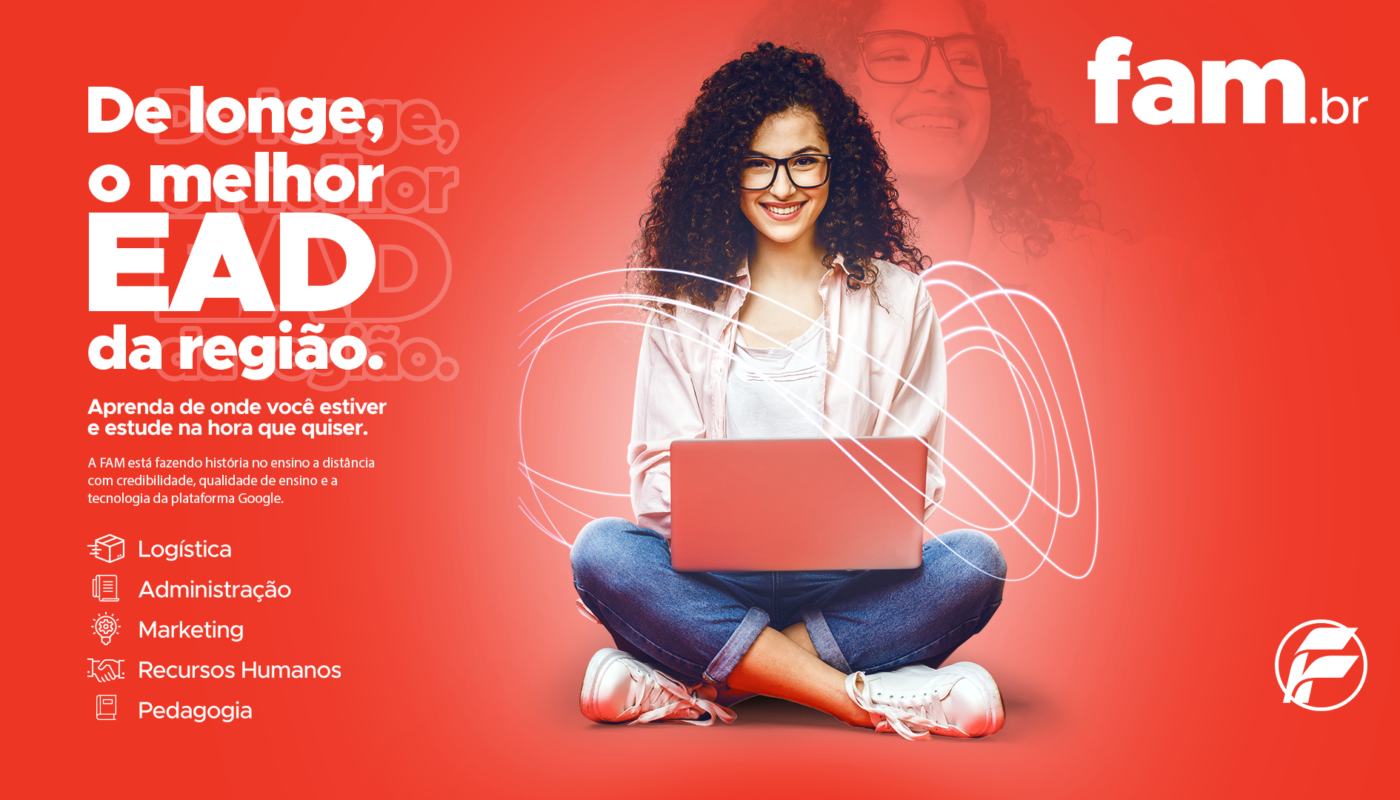 De longe,
o melhor
EAD
da região.
Aprenda de onde você estiver
e estude na hora que quiser.
A FAM está fazendo história no ensino a distância
com credibilidade, qualidade de ensino e a
tecnologia da plataforma Google.
Logística
Administração
Marketing
Recursos Humanos
Pedagogia
fam.br